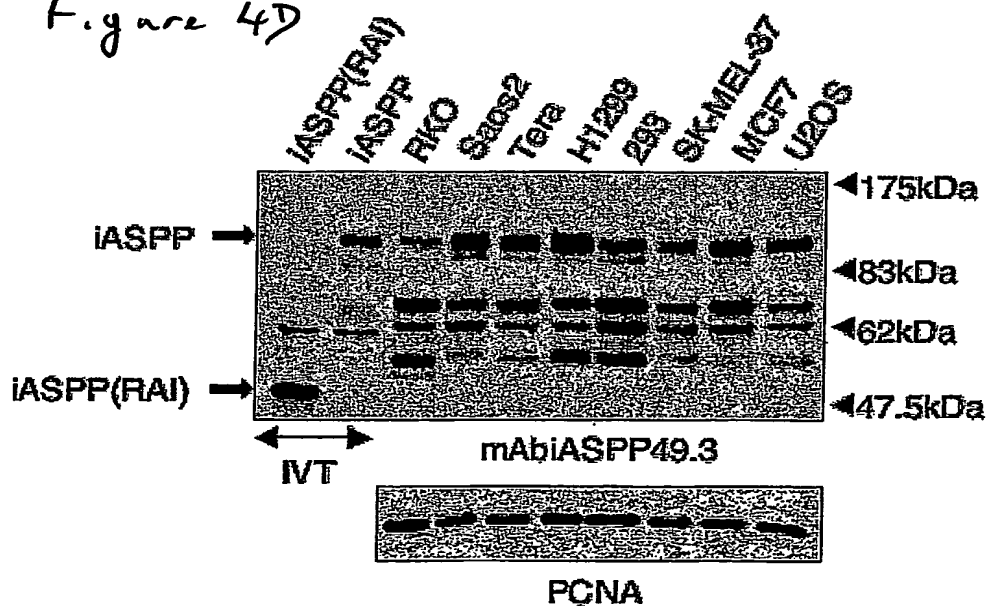 Figure 4D
iASPP(RAI)
iASPP
RKO
Saos2
Tera
H1299
293
SK-MEL-37
MCF7
U2OS
175kDa
iASPP
83kDa
62kDa
iASPP(RAI)
47.5kDa
IVT
mAbiASPP49.3
PCNA